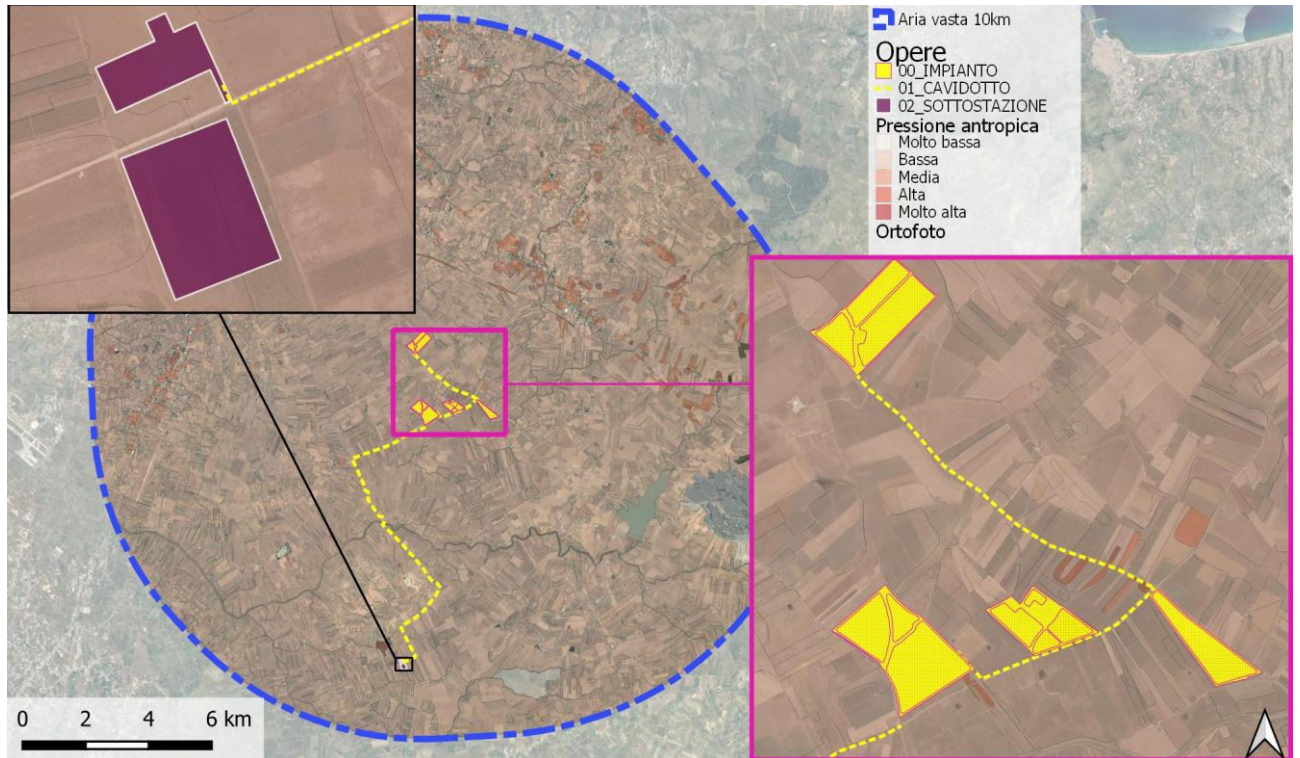 Aria vasta 10km
Opere
00_IMPIANTO
01_CAVIDOTTO
02_SOTTOSTAZIONE
Pressione antropica
Molto bassa
Bassa
Media
Alta
Molto alta
Ortofoto
0 2 4 6 km